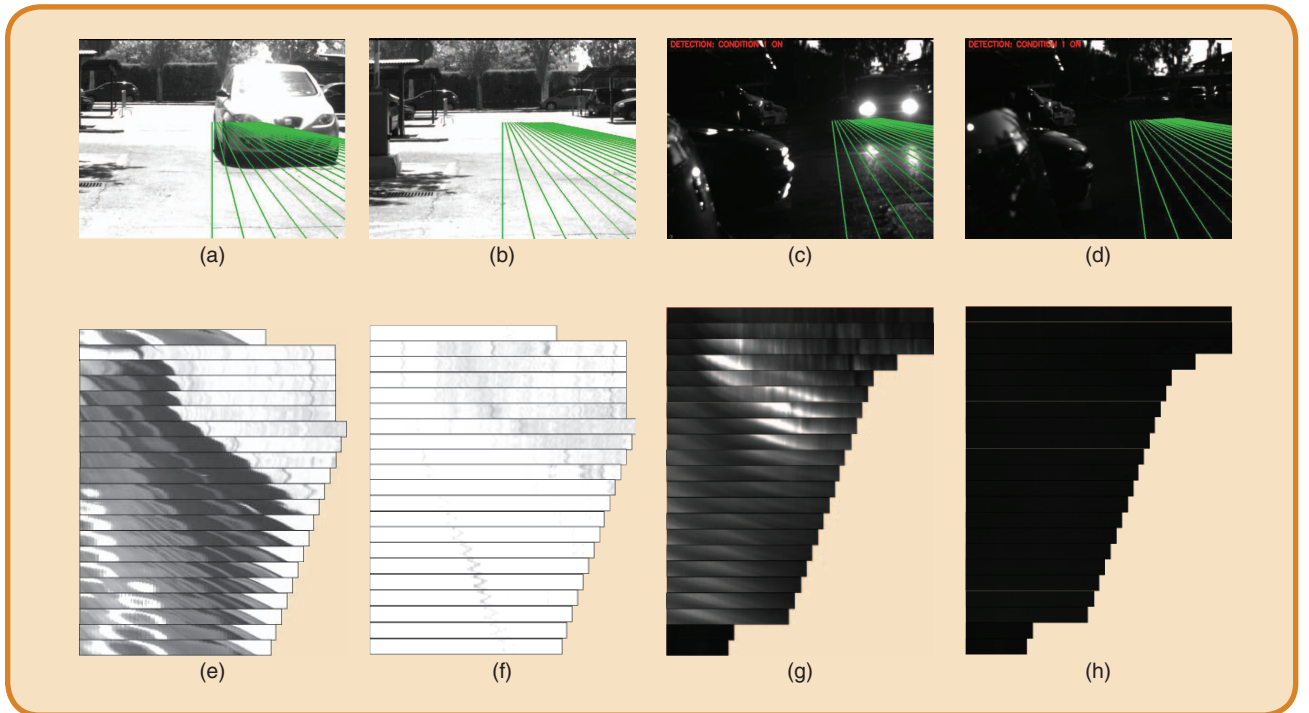 DETECTION: CONDITION 1 ON
DETECTION: CONDITION 1 ON
(a)
(b)
(c)
(d)
(e)
(f)
(g)
(h)